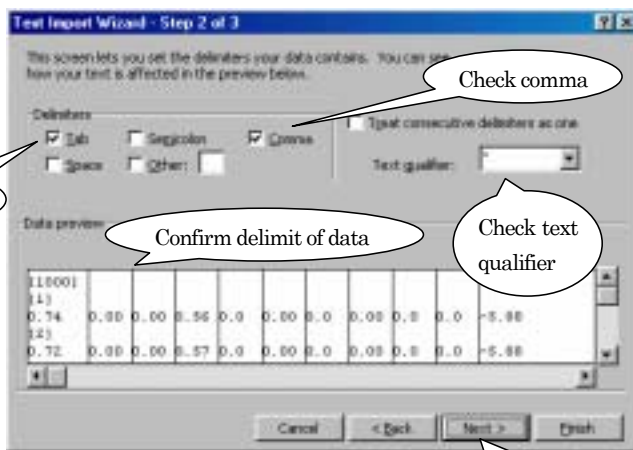 Text Import Wizard - Step 2 of 3
This screen lets you set the delimiters your data contains. You can see
how your text is affected in the preview below.
Check comma
Delimiters
Tab
Semicolon
Comma
Treat consecutive delimiters as one
Space
Other:
Text qualifier:
"
Check text
qualifier
Data preview
Confirm delimit of data
0.74 0.00 0.00 0.56 0.0 0.00 0.0 0.00 0.0 0.0 -5.00
0.72 0.00 0.00 0.57 0.0 0.00 0.0 0.00 0.0 0.0 -5.00
Cancel
< Back
Next >
Finish